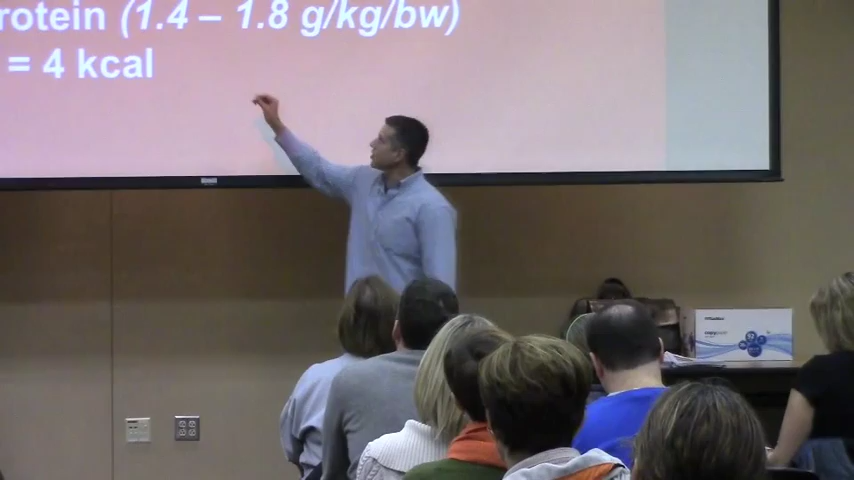 rotein (1.4 – 1.8 g/kg/bw)
= 4 kcal